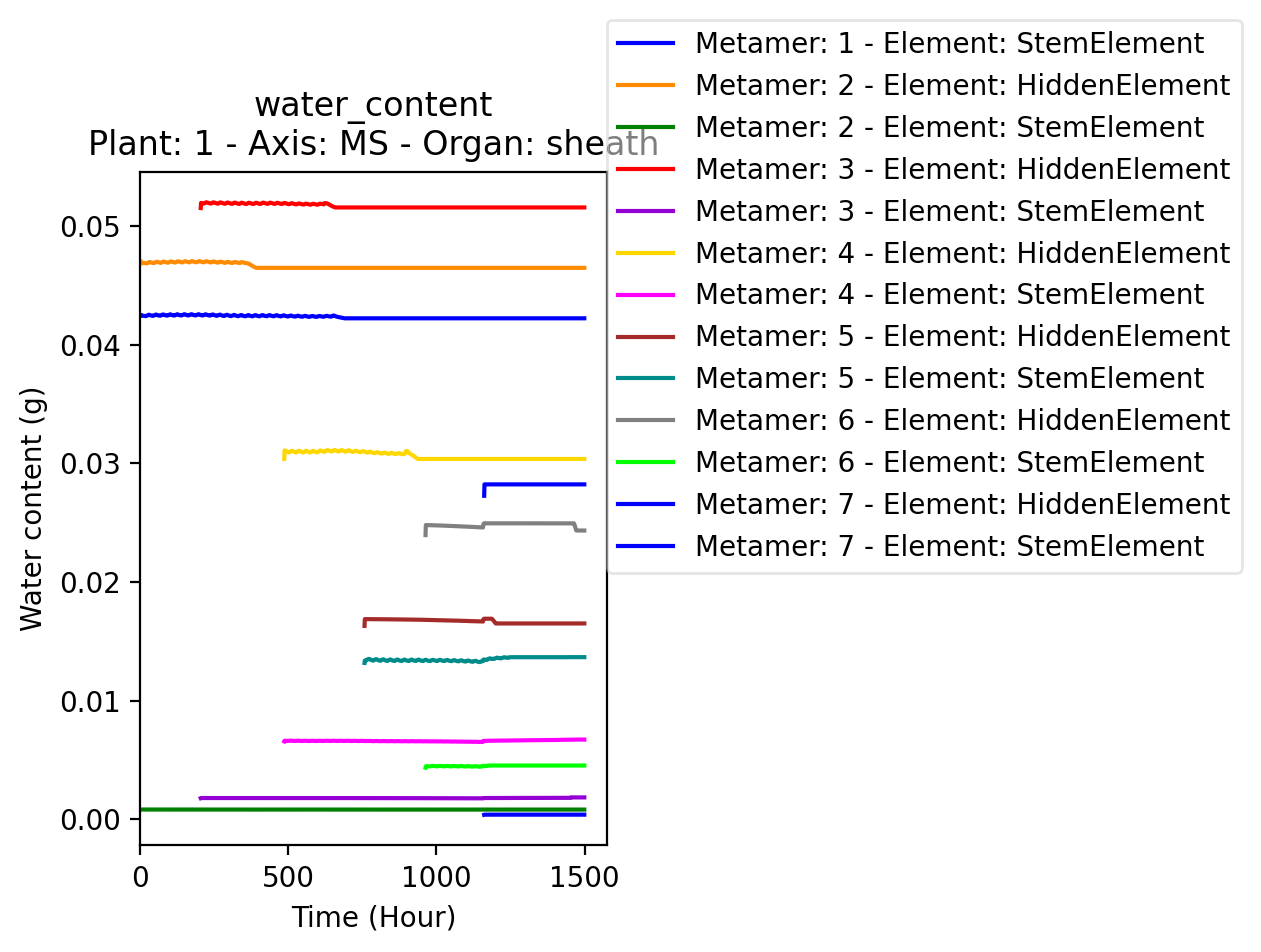 water_content
Plant: 1 - Axis: MS - Organ: sheath
Metamer: 1 - Element: StemElement
Metamer: 2 - Element: HiddenElement
Metamer: 2 - Element: StemElement
Metamer: 3 - Element: HiddenElement
Metamer: 3 - Element: StemElement
Metamer: 4 - Element: HiddenElement
Metamer: 4 - Element: StemElement
Metamer: 5 - Element: HiddenElement
Metamer: 5 - Element: StemElement
Metamer: 6 - Element: HiddenElement
Metamer: 6 - Element: StemElement
Metamer: 7 - Element: HiddenElement
Metamer: 7 - Element: StemElement
Water content (g)
0.05
0.04
0.03
0.02
0.01
0.00
0 500 1000 1500
Time (Hour)